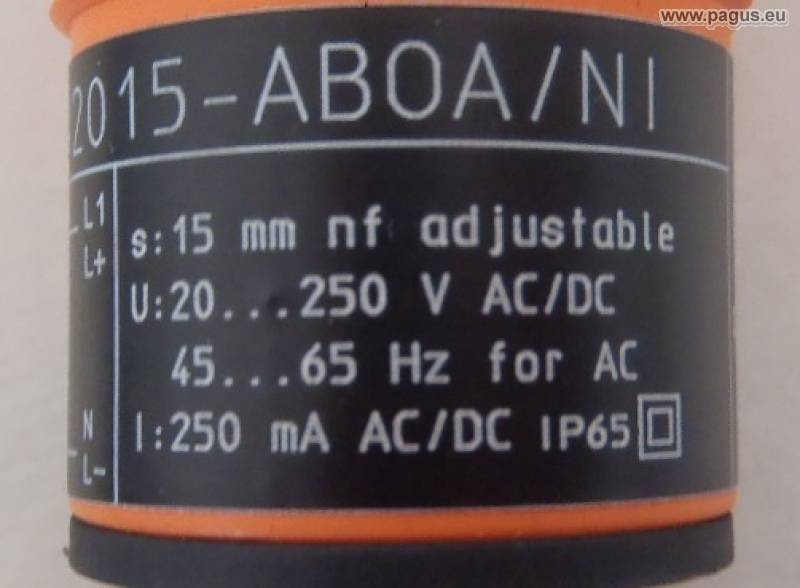 www.pagus.eu
2015-ABOA/NI
L1
L+
s:15 mm nf adjustable
U:20...250 V AC/DC
45...65 Hz for AC
N
L-
I:250 mA AC/DC IP65